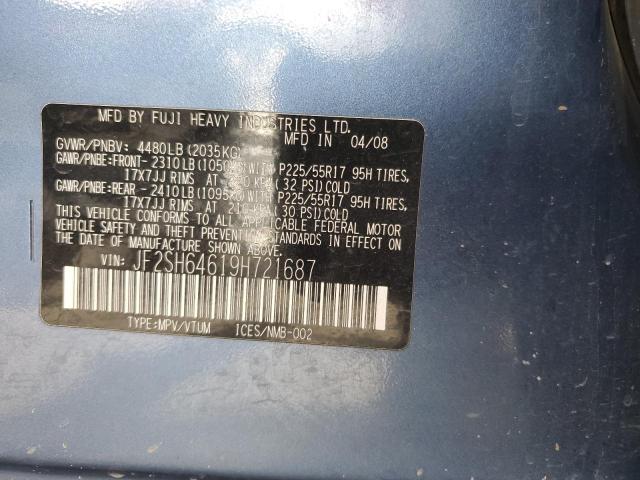 MFD BY FUJI HEAVY INDUSTRIES LTD.
GVWR/PNBV: 4480LB (2035KG) MFD IN 04/08
GAWR/PNBE:FRONT- 2310LB (1050KG) WITH P225/55R17 95H TIRES,
17X7JJ RIMS AT KPA (32 PSI) COLD
GAWR/PNBE:REAR - 2410LB (1095KG) WITH P225/55R17 95H TIRES,
17X7JJ RIMS AT (30 PSI) COLD
THIS VEHICLE CONFORMS TO ALL APPLICABLE FEDERAL MOTOR
VEHICLE SAFETY AND THEFT PREVENTION STANDARDS IN EFFECT
ON THE DATE OF MANUFACTURE SHOWN ABOVE.
VIN: JF2SH64619H721687
TYPE:MPV/VTUM ICES/NMB-002